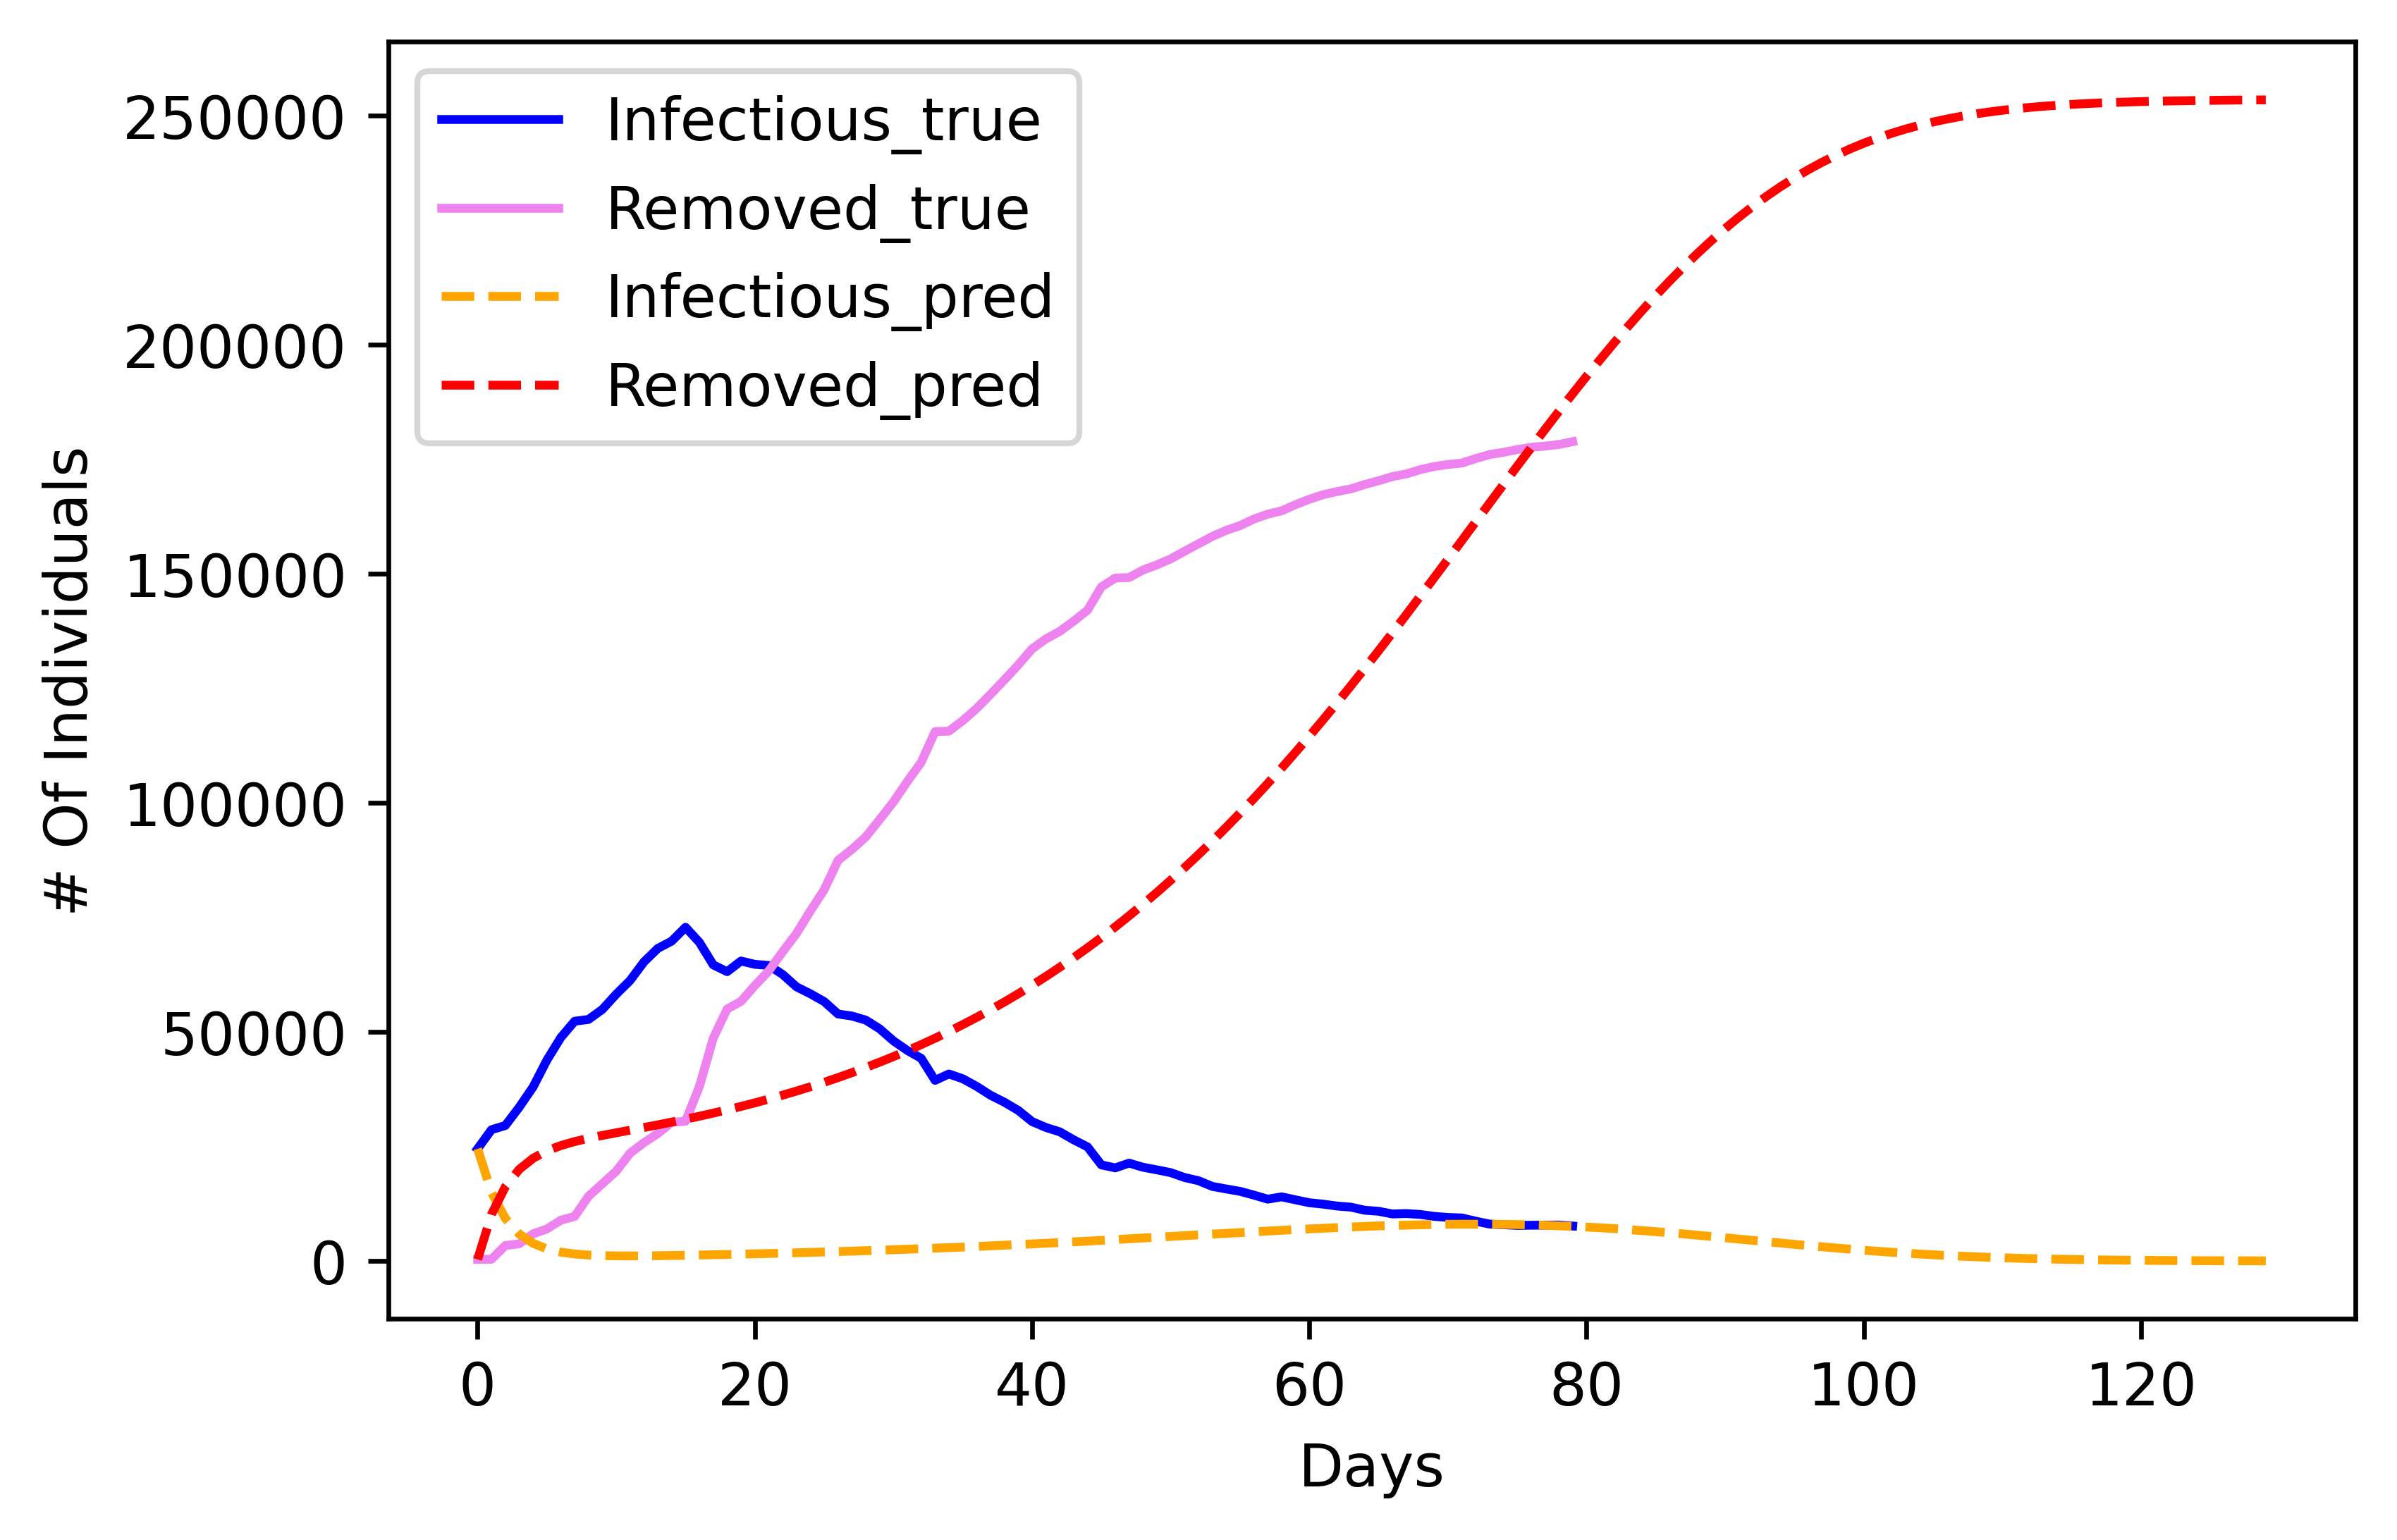 Infectious_true
Removed_true
Infectious_pred
Removed_pred
250000
200000
150000
100000
50000
0
# Of Individuals
0 20 40 60 80 100 120
Days